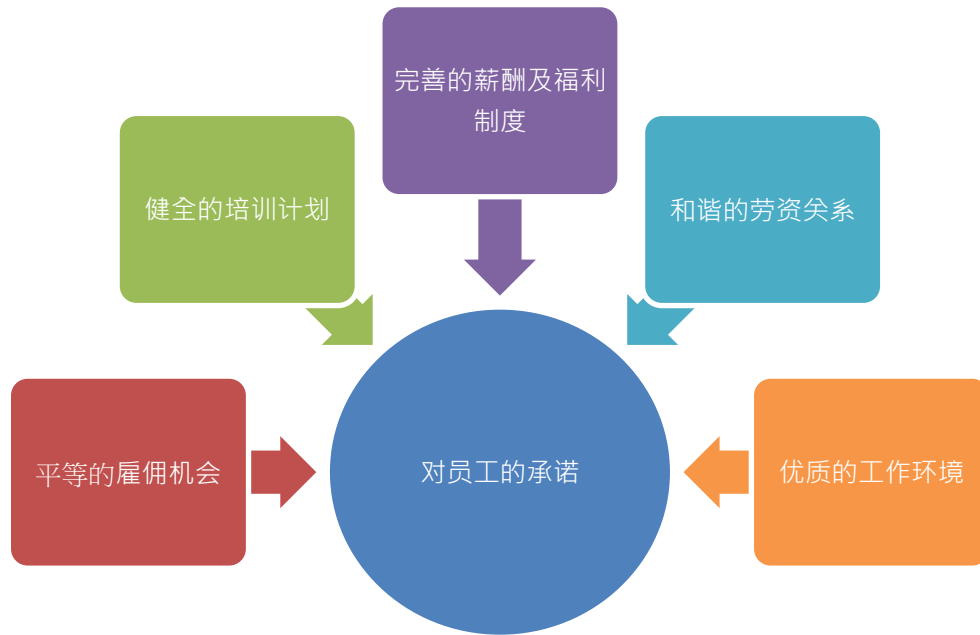 完善的薪酬及福利
制度
健全的培训计划
和谐的劳资关系
平等的雇佣机会
对员工的承诺
优质的工作环境